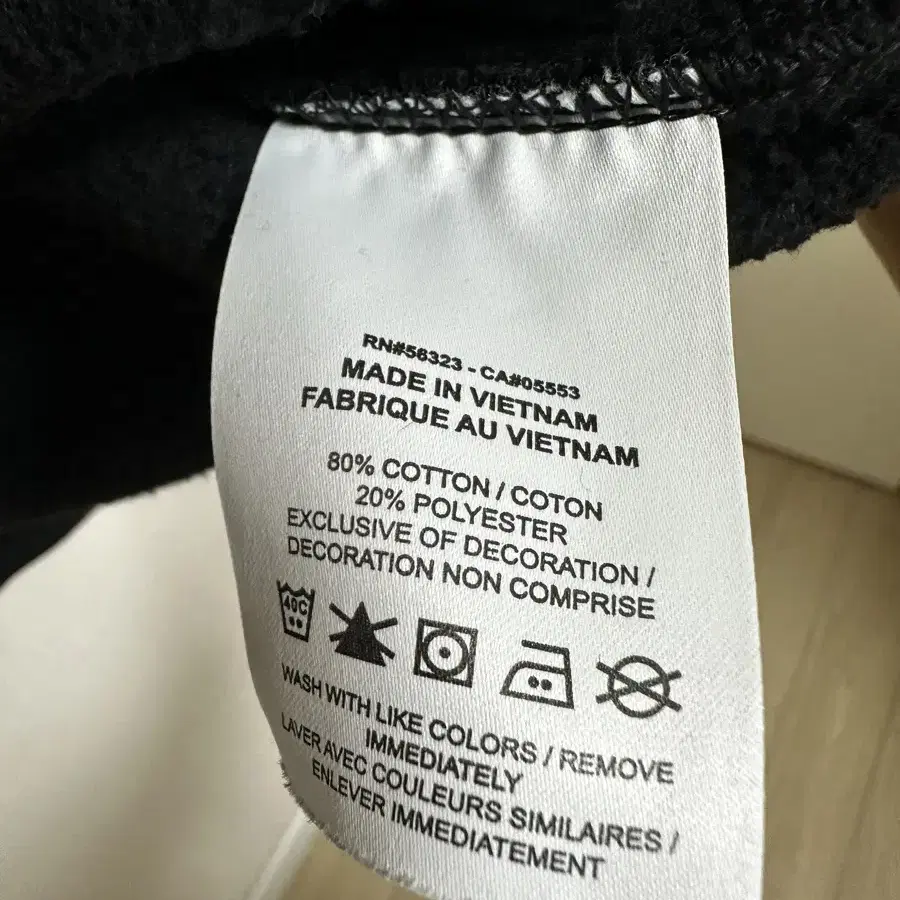 RN#56323 - CA#05553
MADE IN VIETNAM
FABRIQUE AU VIETNAM
80% COTTON / COTON
20% POLYESTER
EXCLUSIVE OF DECORATION /
DECORATION NON COMPRISE
40C
WASH WITH LIKE COLORS / REMOVE
IMMEDIATELY
LAVER AVEC COULEURS SIMILAIRES /
ENLEVER IMMEDIATEMENT